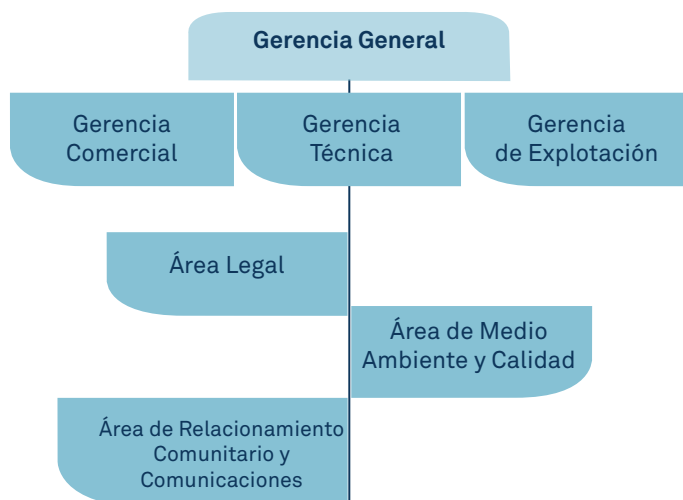 Gerencia General
Gerencia
Comercial
Gerencia
Técnica
Gerencia
de Explotación
Área Legal
Área de Medio
Ambiente y Calidad
Área de Relacionamiento
Comunitario y
Comunicaciones